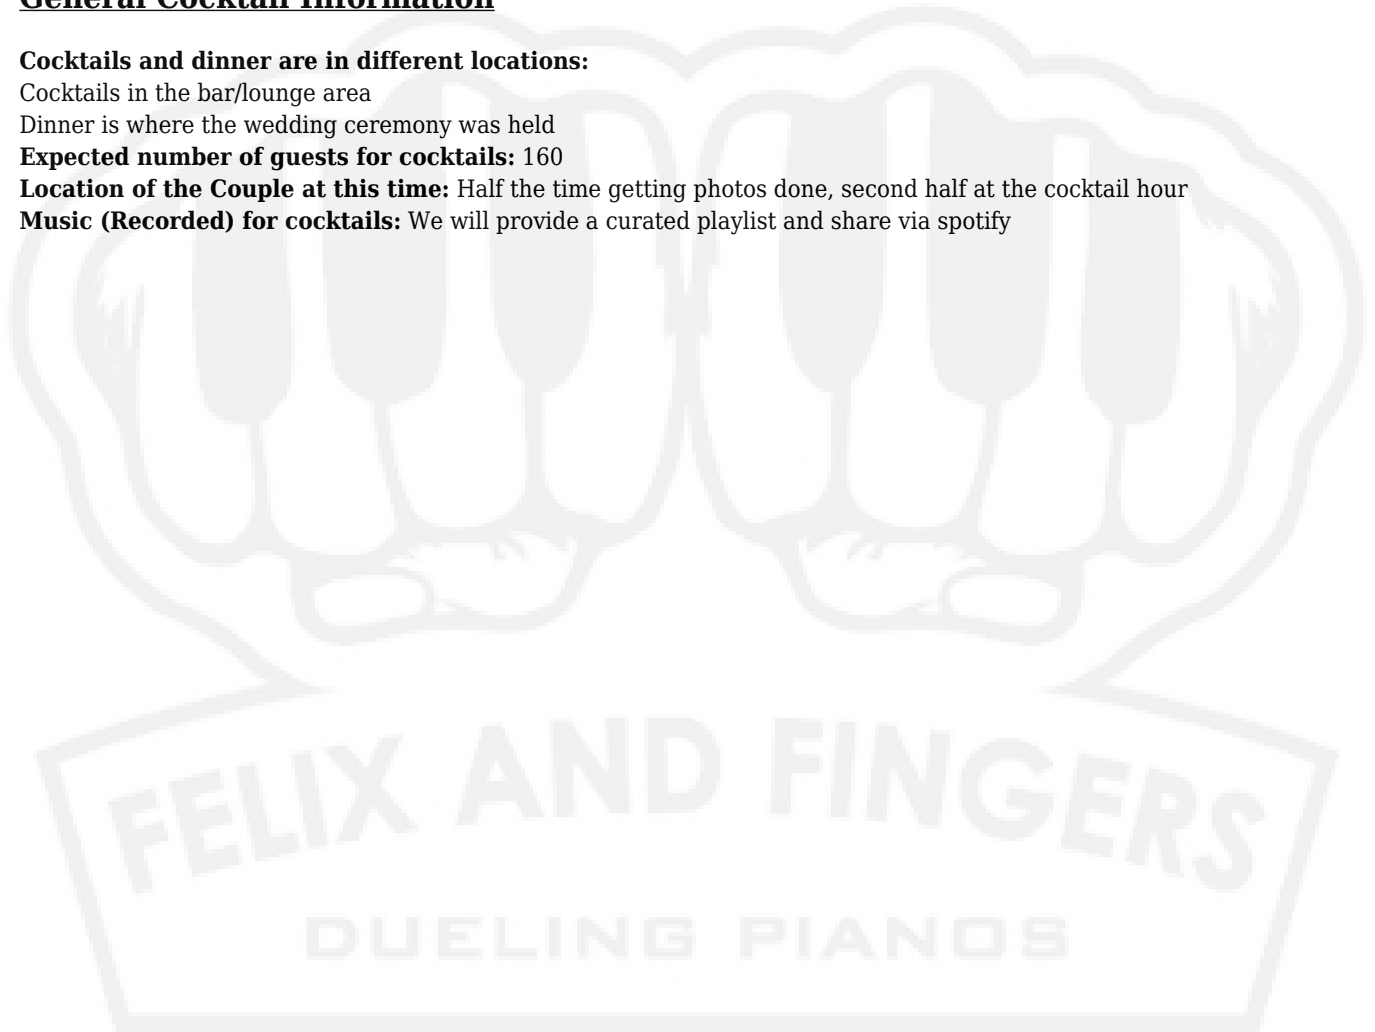 General Cocktail Information
Cocktails and dinner are in different locations:
Cocktails in the bar/lounge area
Dinner is where the wedding ceremony was held
Expected number of guests for cocktails: 160
Location of the Couple at this time: Half the time getting photos done, second half at the cocktail hour
Music (Recorded) for cocktails: We will provide a curated playlist and share via spotify
FELIX AND FINGERS
DUELING PIANOS